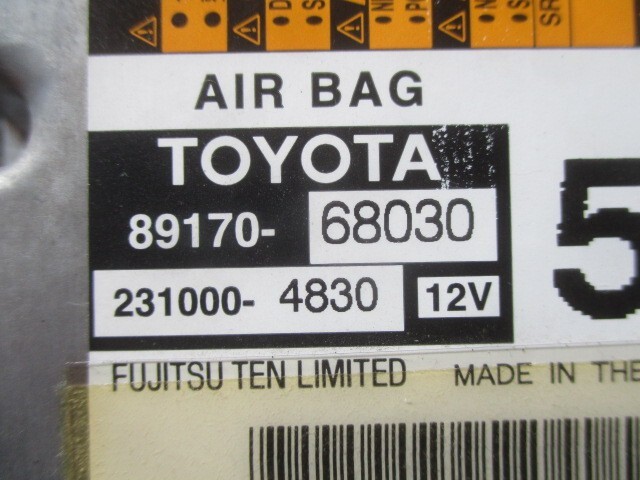 AIR BAG
TOYOTA
89170- 68030
5
231000- 4830 12V
FUJITSU TEN LIMITED MADE IN THE